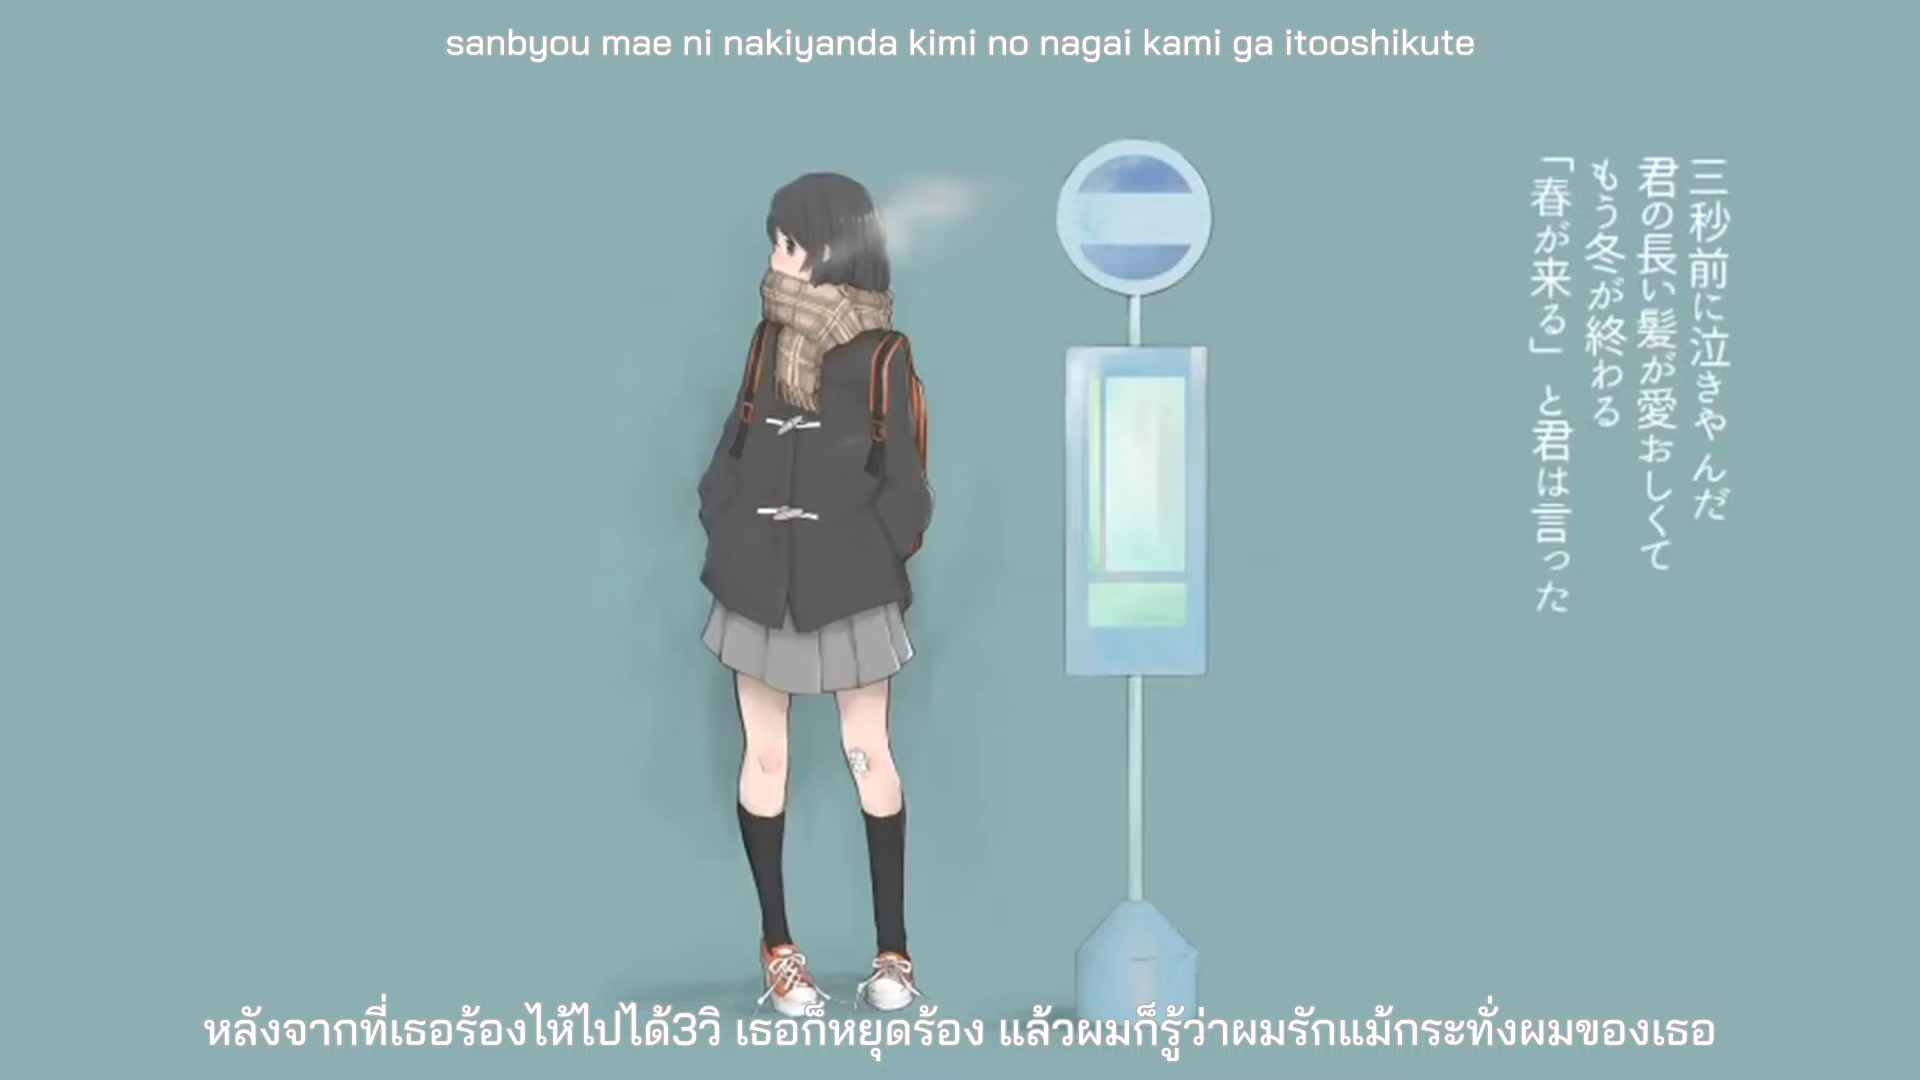 sanbyou mae ni nakiyanda kimi no nagai kami ga itooshikute
三秒前に泣きやんだ
君の長い髪が愛おしくて
もう冬が終わる
「春が来る」と君は言った
หลังจากที่เธอร้องไห้ไปได้3วิ เธอก็หยุดร้อง แล้วผมก็รู้ว่าผมรักแม้กระทั่งผมของเธอ